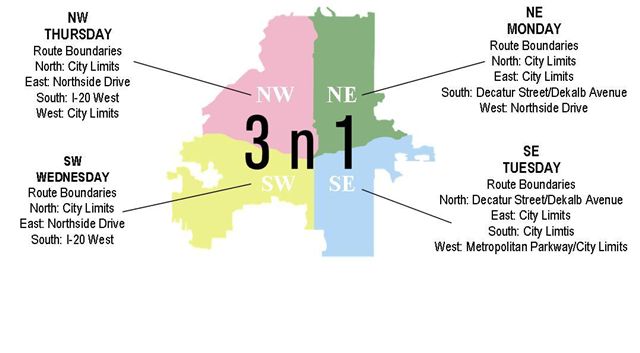 NW
THURSDAY
Route Boundaries
North: City Limits
East: Northside Drive
South: I-20 West
West: City Limits
NE
MONDAY
Route Boundaries
North: City Limits
East: City Limits
South: Decatur Street/Dekalb Avenue
West: Northside Drive
NW
NE
3 n 1
SW
SE
SW
WEDNESDAY
Route Boundaries
North: City Limits
East: Northside Drive
South: I-20 West
SE
TUESDAY
Route Boundaries
North: Decatur Street/Dekalb Avenue
East: City Limits
South: City Limtis
West: Metropolitan Parkway/City Limits